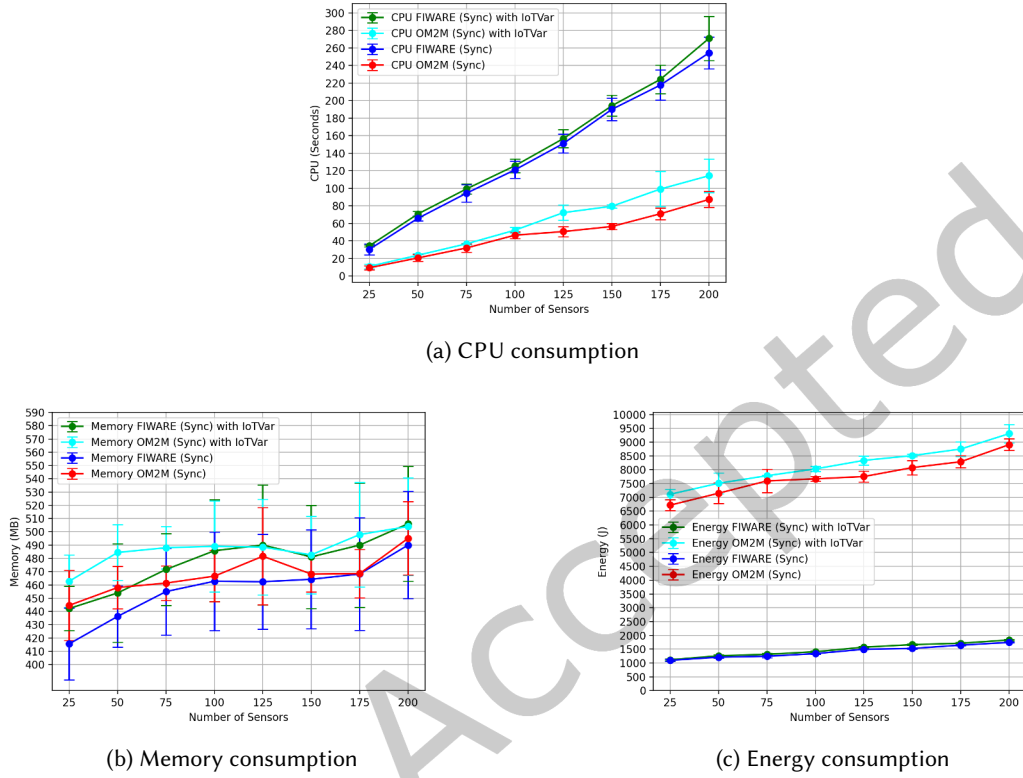 300
280
260
240
220
200
180
160
140
120
100
80
60
40
20
0
CPU (Seconds)
CPU FIWARE (Sync) with IoTVar
CPU OM2M (Sync) with IoTVar
CPU FIWARE (Sync)
CPU OM2M (Sync)
25 50 75 100 125 150 175 200
Number of Sensors
(a) CPU consumption
590
580
570
560
550
540
530
520
510
500
490
480
470
460
450
440
430
420
410
400
Memory (MB)
Memory FIWARE (Sync) with IoTVar
Memory OM2M (Sync) with IoTVar
Memory FIWARE (Sync)
Memory OM2M (Sync)
25 50 75 100 125 150 175 200
Number of Sensors
(b) Memory consumption
10000
9500
9000
8500
8000
7500
7000
6500
6000
5500
5000
4500
4000
3500
3000
2500
2000
1500
1000
500
0
Energy (J)
Energy FIWARE (Sync) with IoTVar
Energy OM2M (Sync) with IoTVar
Energy FIWARE (Sync)
Energy OM2M (Sync)
25 50 75 100 125 150 175 200
Number of Sensors
(c) Energy consumption
Accepted